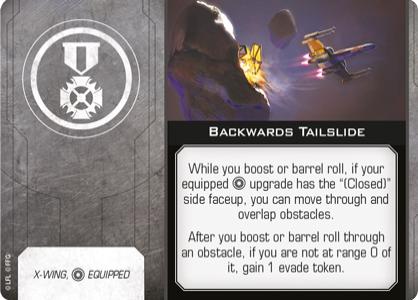 BACKWARDS TAILSLIDE
While you boost or barrel roll, if your
equipped upgrade has the "(Closed)"
side faceup, you can move through and
overlap obstacles.
After you boost or barrel roll through
an obstacle, if you are not at range 0 of
it, gain 1 evade token.
X-WING, EQUIPPED
© LFL © FFG